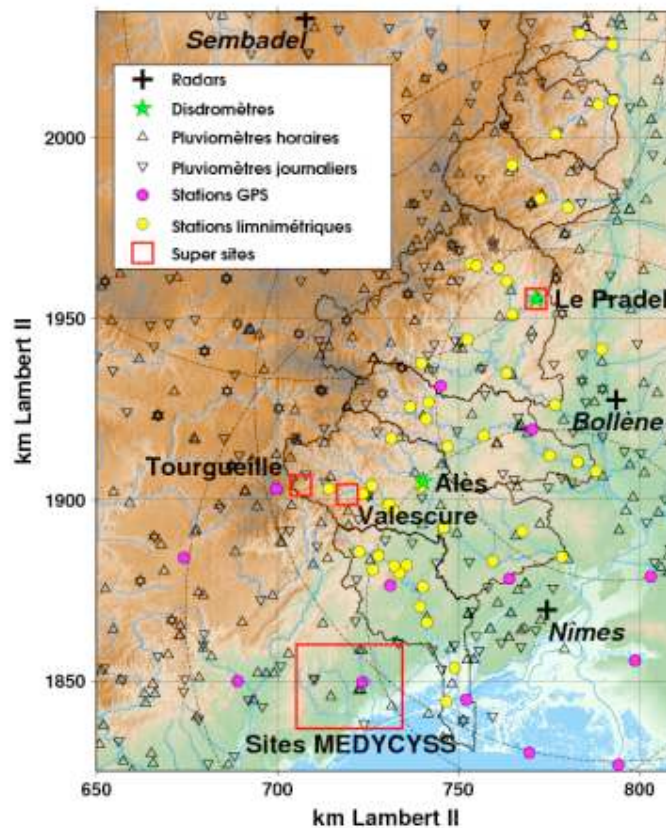 Sembadel
Radars
Disdromètres
Pluviomètres horaires
Pluviomètres journaliers
Stations GPS
Stations limnimétriques
Super sites
2000
1950
1900
1850
km Lambert II
Le Pradel
Bollène
Tourgueille
Alès
Valescure
Nîmes
Sites MEDYCYSS
650
700
750
800
km Lambert II